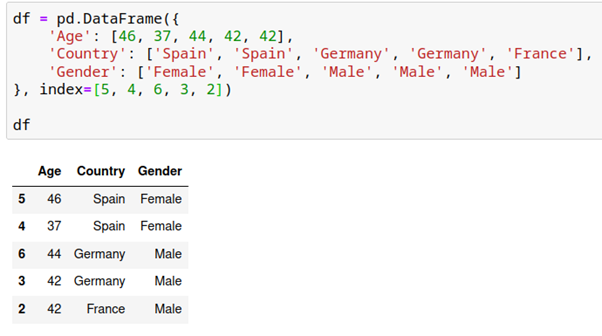 df = pd.DataFrame({
    'Age': [46, 37, 44, 42, 42],
    'Country': ['Spain', 'Spain', 'Germany', 'Germany', 'France'],
    'Gender': ['Female', 'Female', 'Male', 'Male', 'Male']
}, index=[5, 4, 6, 3, 2])
df
Age Country Gender
5 46 Spain Female
4 37 Spain Female
6 44 Germany Male
3 42 Germany Male
2 42 France Male